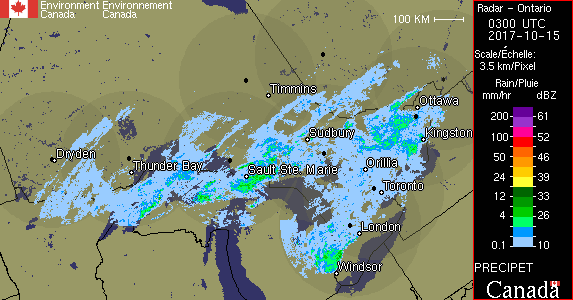 Environment Environnement
Canada Canada
100 KM
Timmins
Ottawa
Sudbury
Kingston
Dryden
Thunder Bay
Sault Ste. Marie
Orillia
Toronto
London
Windsor
Radar - Ontario
0300 UTC
2017-10-15
Scale/Échelle:
3.5 km/Pixel
Rain/Pluie
mm/hr dBZ
200 61
100 52
50 46
24 39
12 33
4 26
0.1 10
PRECIPET
Canada